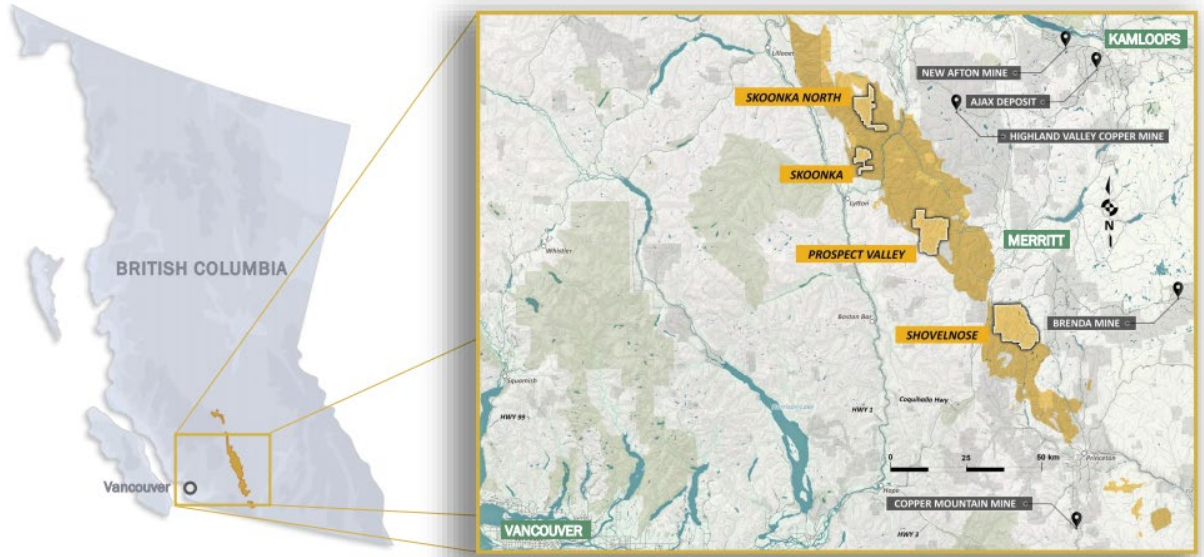 BRITISH COLUMBIA
Vancouver
KAMLOOPS
NEW AFTON MINE
AJAX DEPOSIT
HIGHLAND VALLEY COPPER MINE
Lillooet
SKOONKA NORTH
SKOONKA
Lytton
N
MERRITT
Whistler
PROSPECT VALLEY
BRENDA MINE
Boston Bar
SHOVELNOSE
Squamish
HWY 99
HWY 1
Coquihalla Hwy
0 25 50 km
Princeton
Hope
COPPER MOUNTAIN MINE
VANCOUVER
HWY 3